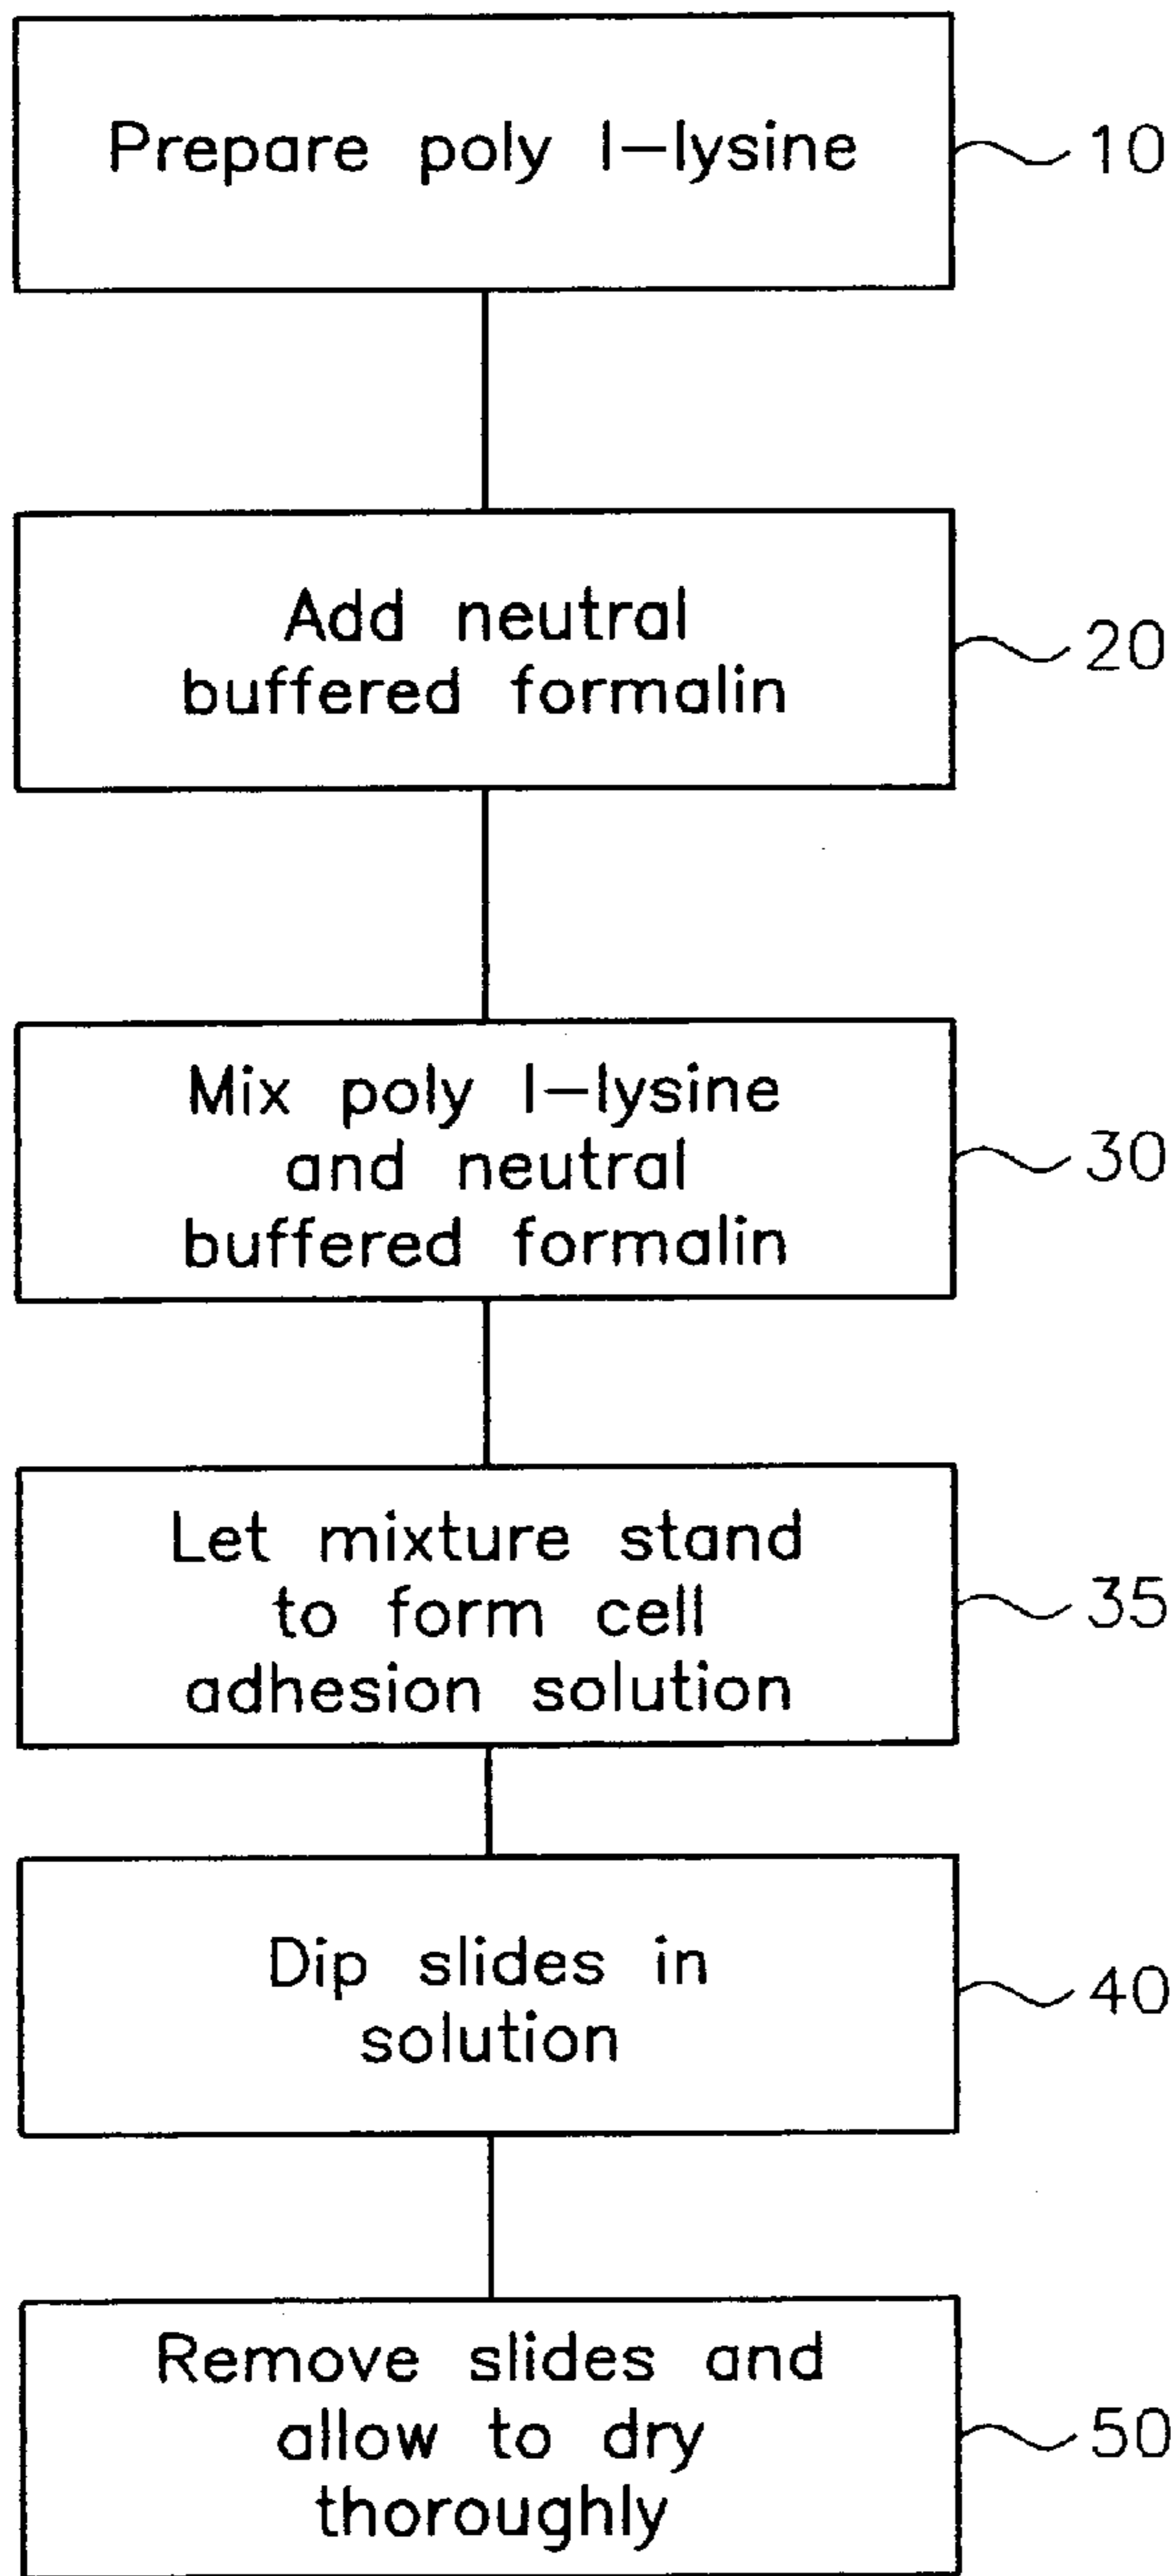 Prepare poly l-lysine
10
Add neutral
buffered formalin
20
Mix poly l-lysine
and neutral
buffered formalin
30
Let mixture stand
to form cell
adhesion solution
35
Dip slides in
solution
40
Remove slides and
allow to dry
thoroughly
50